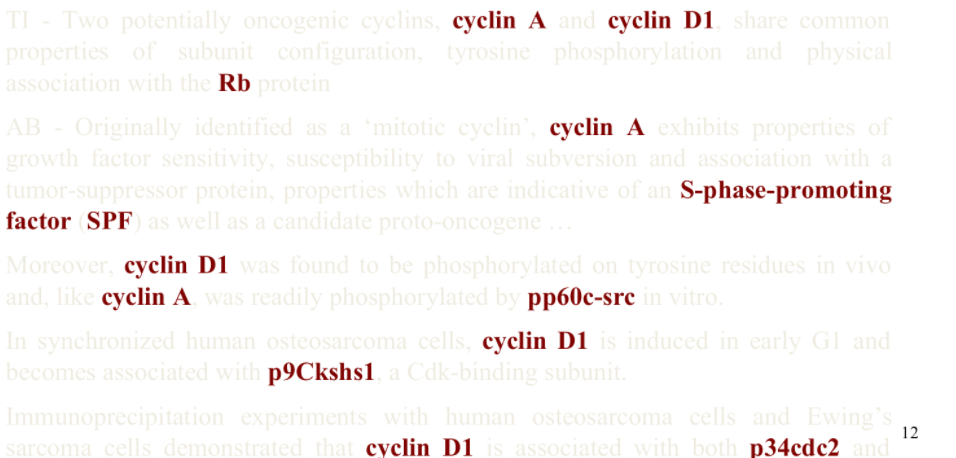 TI - Two potentially oncogenic cyclins, cyclin A and cyclin D1, share common
properties of subunit configuration, tyrosine phosphorylation and physical
association with the Rb protein
AB - Originally identified as a ‘mitotic cyclin’, cyclin A exhibits properties of
growth factor sensitivity, susceptibility to viral subversion and association with a
tumor-suppressor protein, properties which are indicative of an S-phase-promoting
factor (SPF) as well as a candidate proto-oncogene …
Moreover, cyclin D1 was found to be phosphorylated on tyrosine residues in vivo
and, like cyclin A, was readily phosphorylated by pp60c-src in vitro.
In synchronized human osteosarcoma cells, cyclin D1 is induced in early G1 and
becomes associated with p9Ckshs1, a Cdk-binding subunit.
Immunoprecipitation experiments with human osteosarcoma cells and Ewing’s
sarcoma cells demonstrated that cyclin D1 is associated with both p34cdc2 and
12